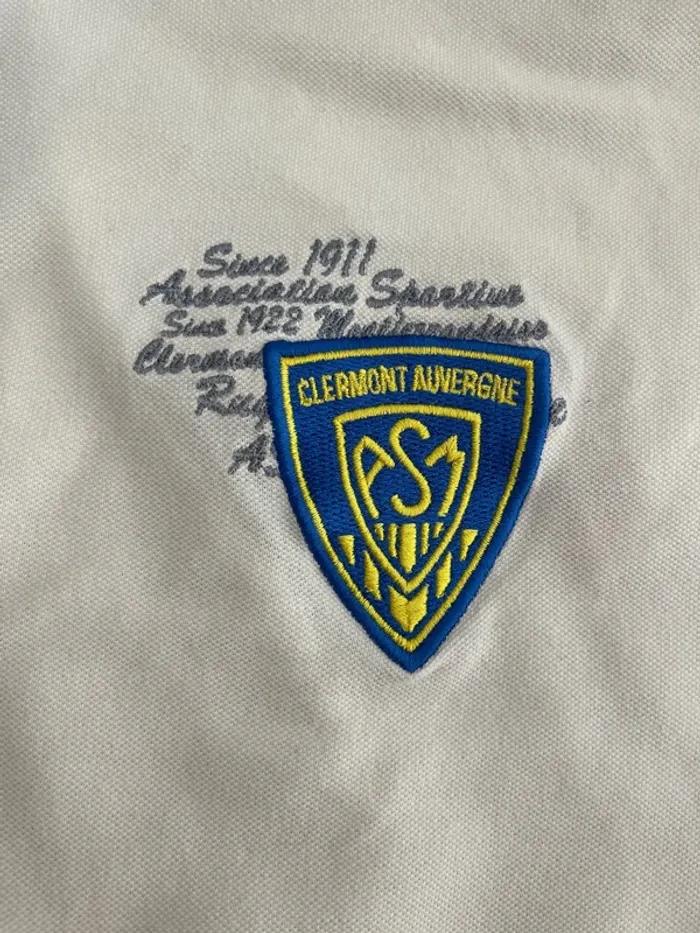 Since 1911
Association Sportive
Since 1922 Montferrandaise
CLERMONT AUVERGNE
ASM